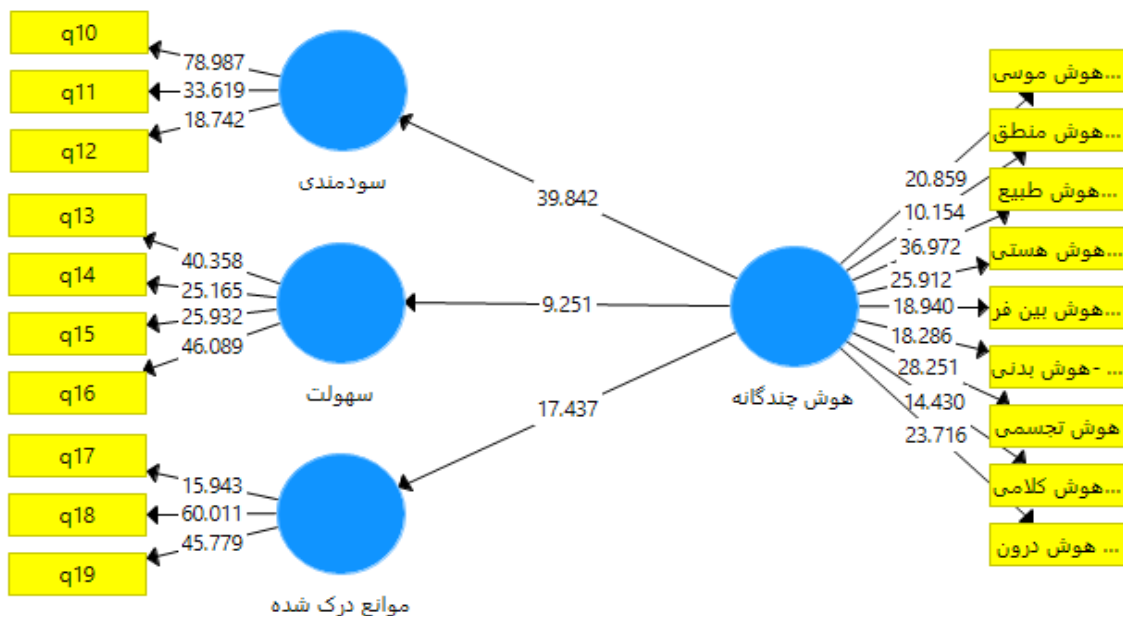 q10
q11
q12
78.987
33.619
18.742
سودمندی
q13
q14
q15
q16
40.358
25.165
25.932
46.089
سهولت
q17
q18
q19
15.943
60.011
45.779
موانع درک شده
39.842
9.251
17.437
هوش چندگانه
20.859
10.154
36.972
25.912
18.940
18.286
28.251
14.430
23.716
هوش موسی...
هوش منطق...
هوش طبیع...
هوش هستی...
هوش بین فر...
هوش بدنی- ...
هوش تجسمی
هوش کلامی...
هوش درون ...